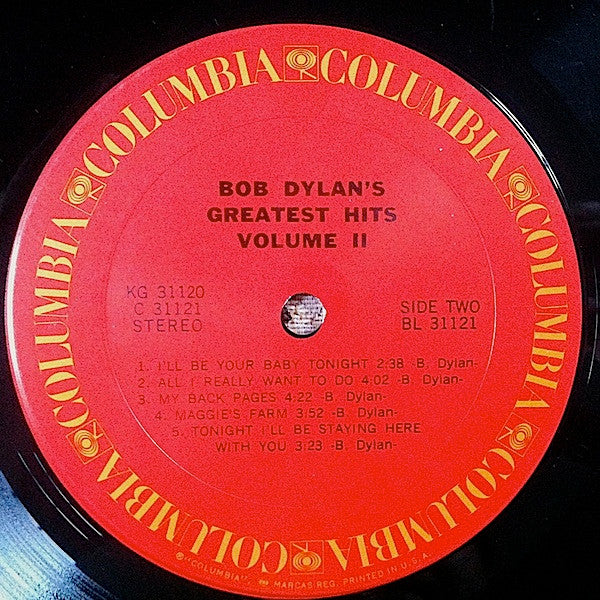 COLUMBIA COLUMBIA COLUMBIA COLUMBIA COLUMBIA COLUMBIA
BOB DYLAN'S
GREATEST HITS
VOLUME II
KG 31120
C 31121
STEREO
SIDE TWO
BL 31121
1. I'LL BE YOUR BABY TONIGHT 2:38 -B. Dylan-
2. ALL I REALLY WANT TO DO 4:02 -B. Dylan-
3. MY BACK PAGES 4:22 -B. Dylan-
4. MAGGIE'S FARM 3:52 -B. Dylan-
5. TONIGHT I'LL BE STAYING HERE
WITH YOU 3:23 -B. Dylan-
"COLUMBIA", MARCAS REG. PRINTED IN U.S.A.